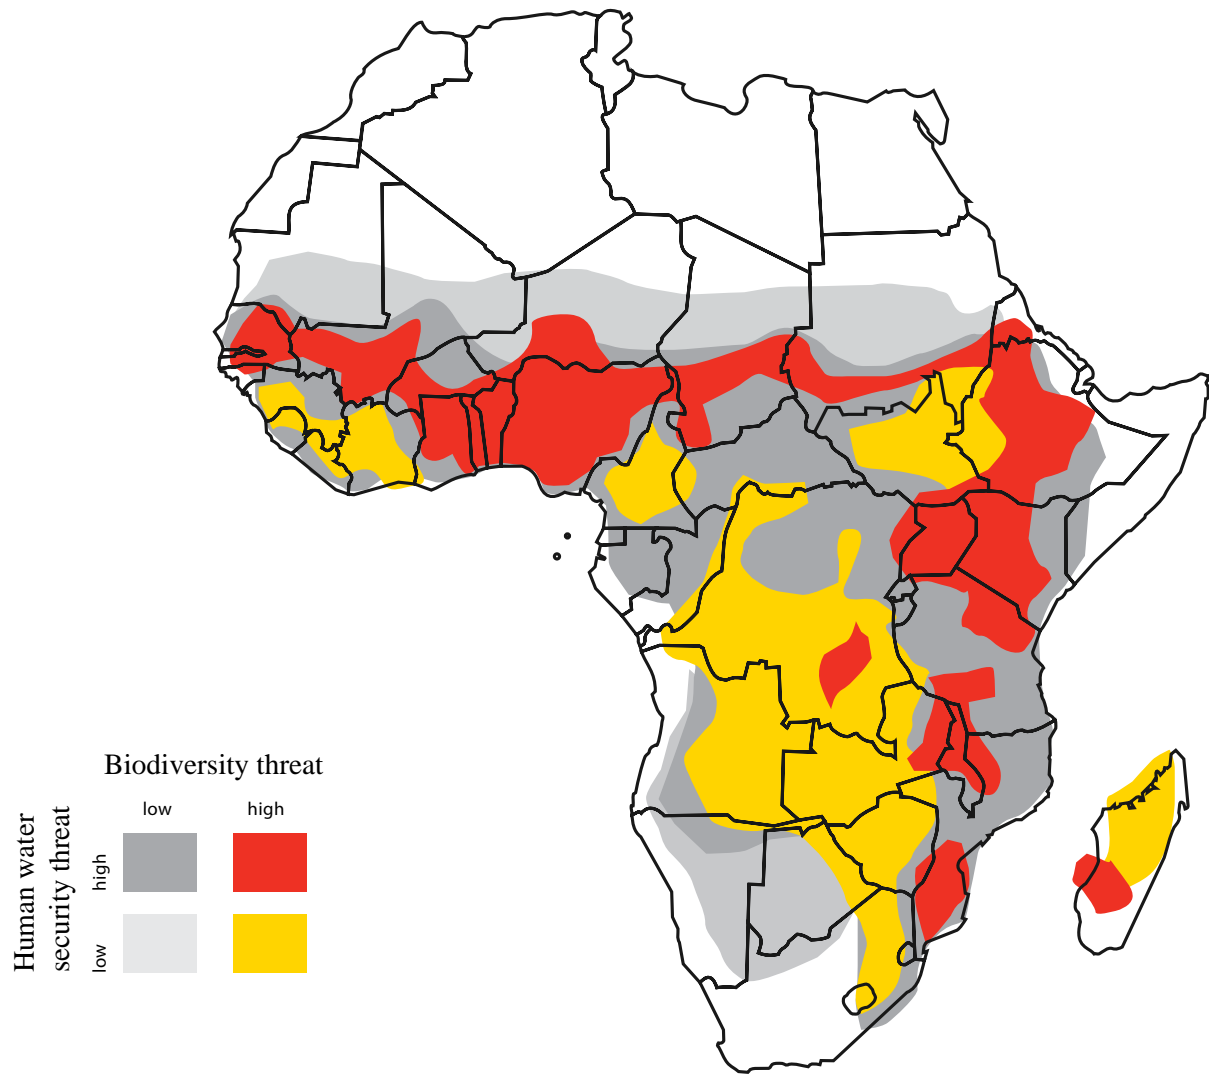 Biodiversity threat
low high
Human water
security threat
high
low